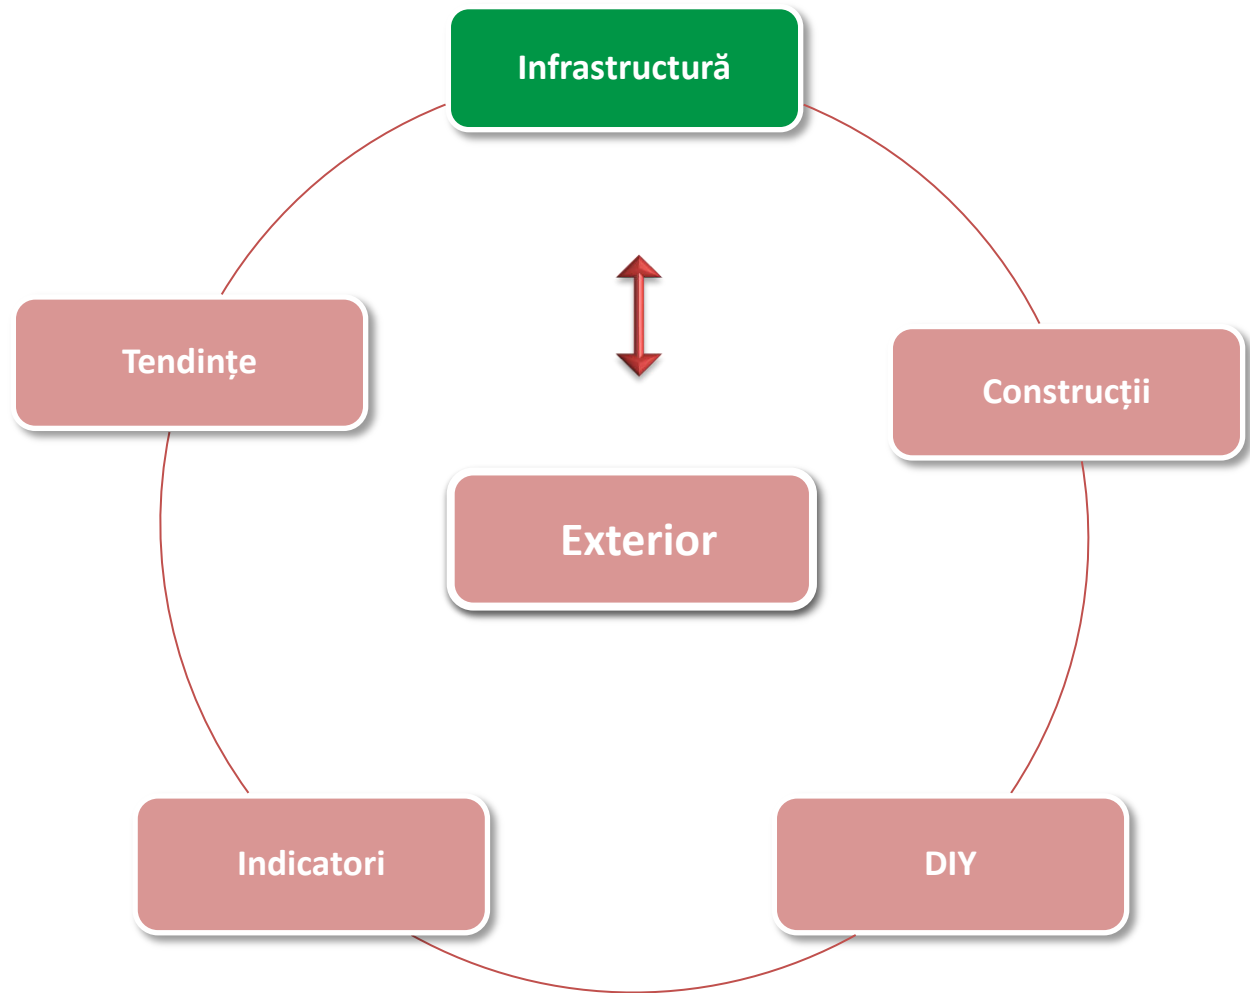 Infrastructură
Tendințe
Construcții
Exterior
Indicatori
DIY